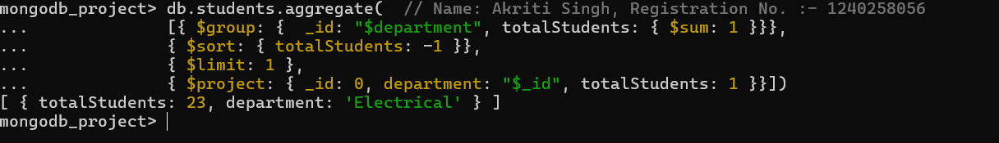 mongodb_project> db.students.aggregate(  // Name: Akriti Singh, Registration No. :- 1240258056
...              [{ $group: {  _id: "$department", totalStudents: { $sum: 1 }}},
...              { $sort: { totalStudents: -1 }},
...              { $limit: 1 },
...              { $project: { _id: 0, department: "$_id", totalStudents: 1 }}])
[ { totalStudents: 23, department: 'Electrical' } ]
mongodb_project>